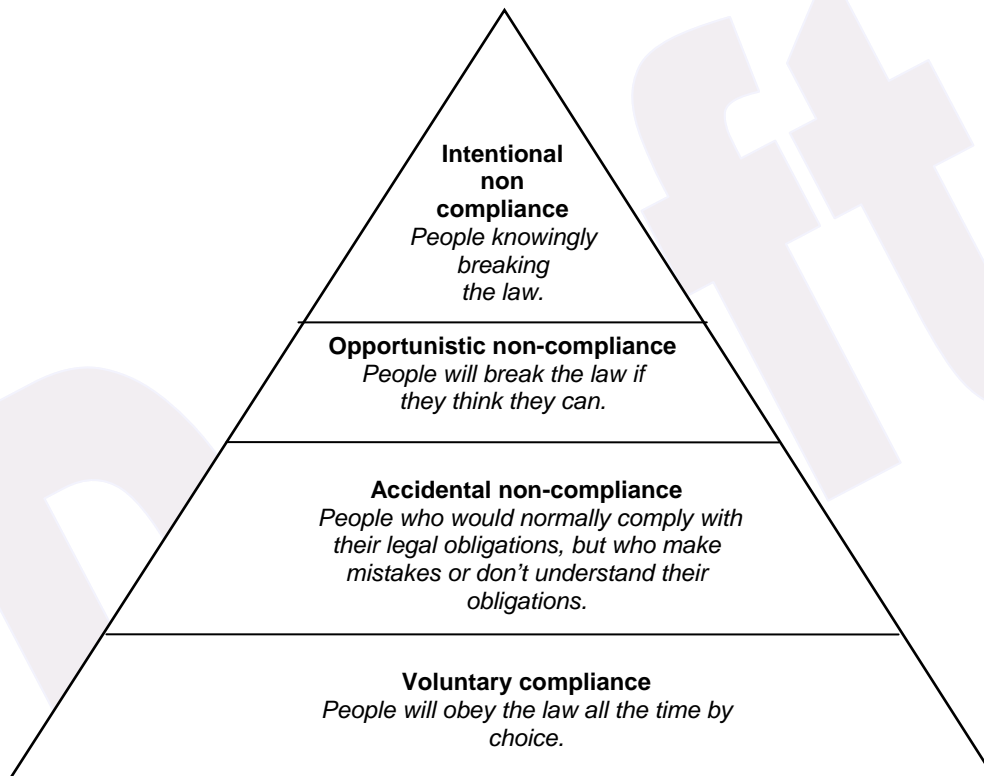 Intentional
non
compliance
People knowingly
breaking
the law.
Opportunistic non-compliance
People will break the law if
they think they can.
Accidental non-compliance
People who would normally comply with
their legal obligations, but who make
mistakes or don’t understand their
obligations.
Voluntary compliance
People will obey the law all the time by
choice.